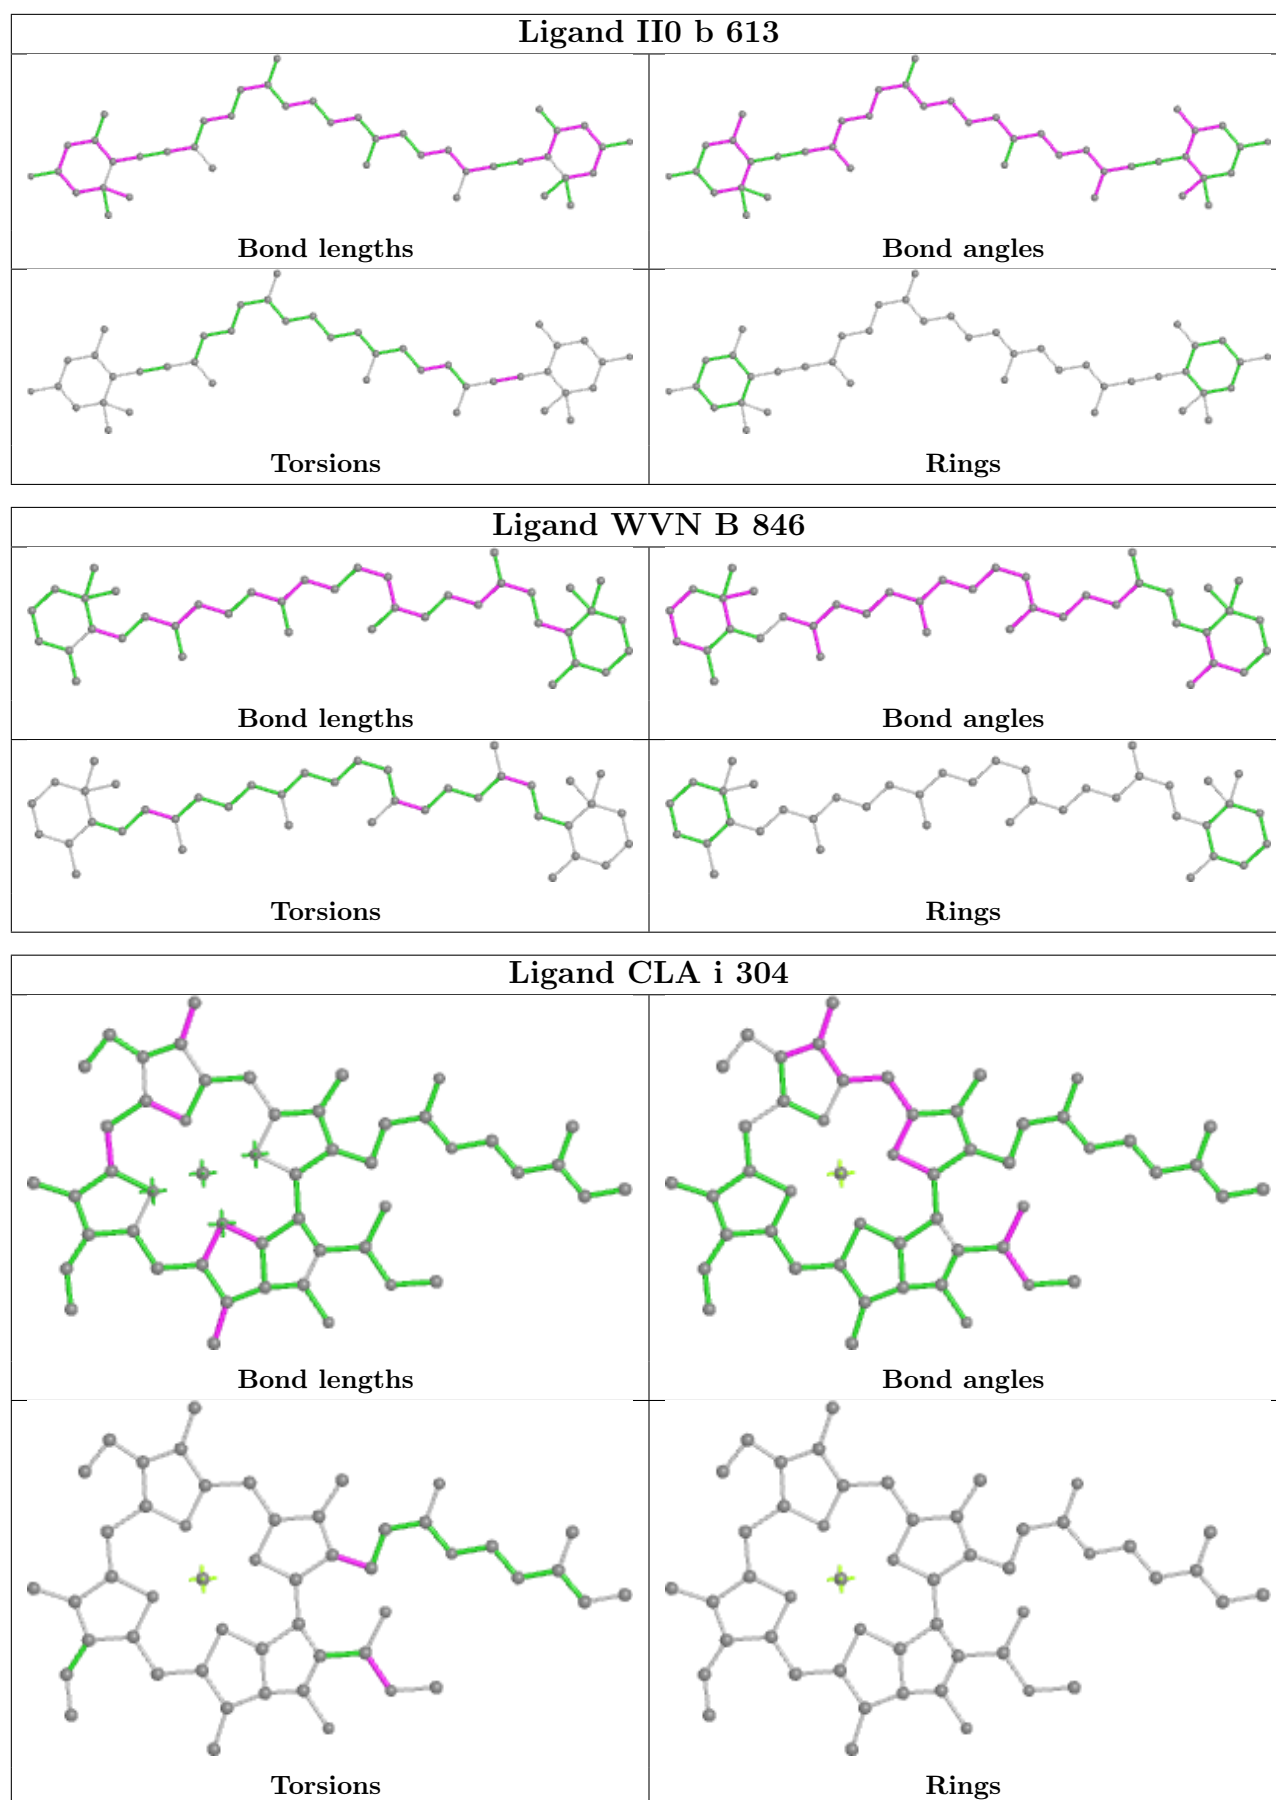 Ligand II0 b 613
Bond lengths
Bond angles
Torsions
Rings
Ligand WVN B 846
Bond lengths
Bond angles
Torsions
Rings
Ligand CLA i 304
Bond lengths
Bond angles
Torsions
Rings